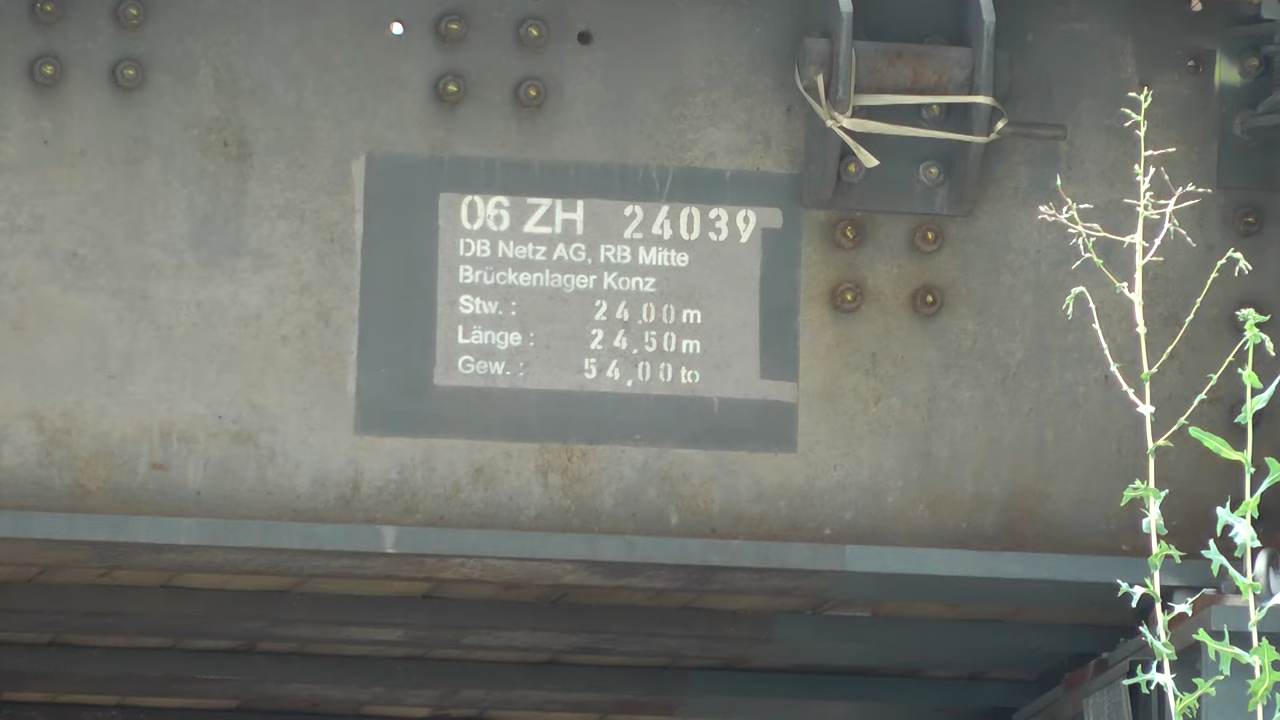 06 ZH 24039
DB Netz AG, RB Mitte
Brückenlager Konz
Stw. : 24,00 m
Länge : 24,50 m
Gew. : 54,00 to